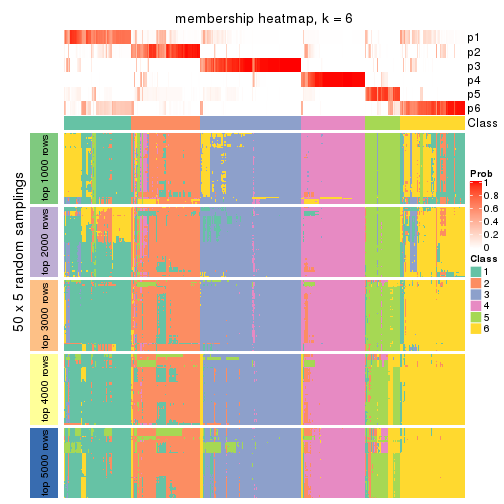 membership heatmap, k = 6
p1
p2
p3
p4
p5
p6
Class
50 x 5 random samplings
top 1000 rows
top 2000 rows
top 3000 rows
top 4000 rows
top 5000 rows
Prob
1
0.8
0.6
0.4
0.2
0
Class
1
2
3
4
5
6